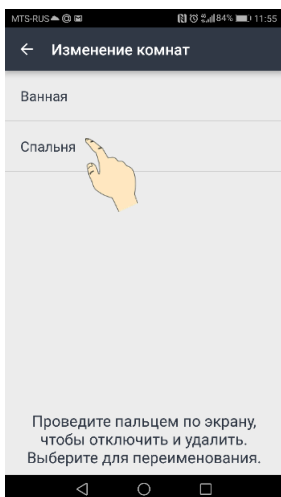 MTS-RUS 84% 11:55
Изменение комнат
Ванная
Спальня
Проведите пальцем по экрану,
чтобы отключить и удалить.
Выберите для переименования.